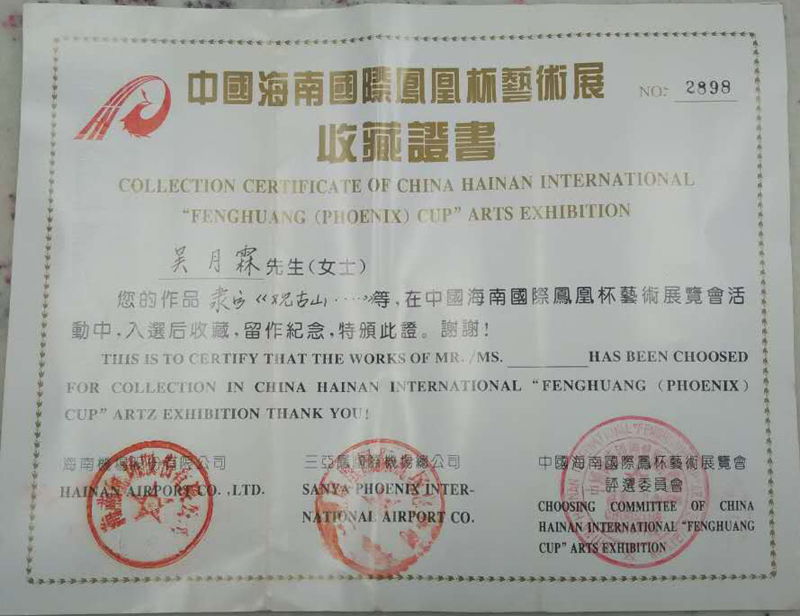 中國海南國際鳳凰杯藝術展
NO: 2898
收藏證書
COLLECTION CERTIFICATE OF CHINA HAINAN INTERNATIONAL
"FENGHUANG (PHOENIX) CUP" ARTS EXHIBITION
吴月霖先生(女士)
您的作品 隶书《祝古山……》等,在中國海南國際鳳凰杯藝術展覽會活
動中,入選后收藏,留作紀念,特頒此證。謝謝!
THIS IS TO CERTIFY THAT THE WORKS OF MR. /MS. HAS BEEN CHOOSED
FOR COLLECTION IN CHINA HAINAN INTERNATIONAL "FENGHUANG (PHOENIX)
CUP" ARTZ EXHIBITION THANK YOU!
海南機場股份有限公司
HAINAN AIRPORT CO. ,LTD.
三亞鳳國際機場總公司
SANYA PHOENIX INTER-
NATIONAL AIRPORT CO.
中國海南國際鳳杯藝術展覽會
評選委員會
CHOOSING COMMITTEE OF CHINA
HAINAN INTERNATIONAL "FENGHUANG
CUP" ARTS EXHIBITION